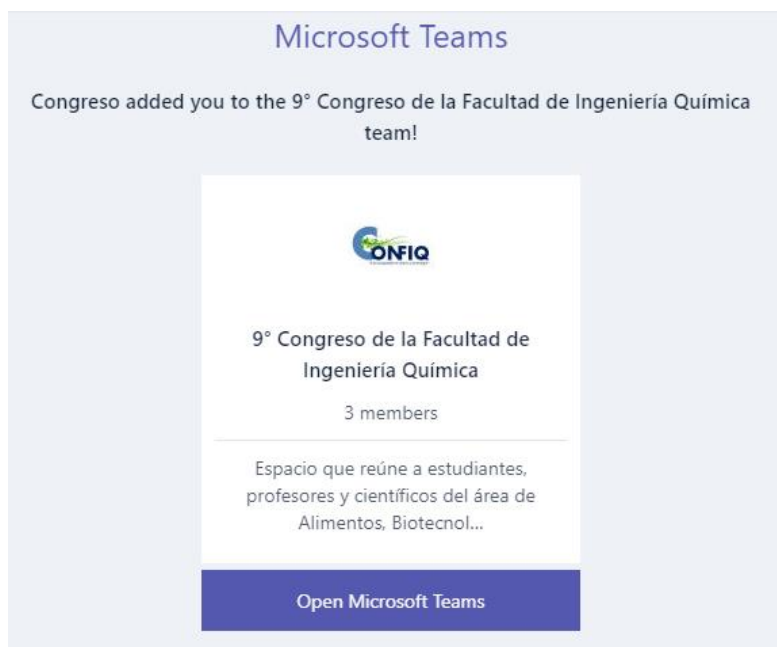 Microsoft Teams
Congreso added you to the 9° Congreso de la Facultad de Ingeniería Química
team!
CONFIQ
9° Congreso de la Facultad de
Ingeniería Química
3 members
Espacio que reúne a estudiantes,
profesores y científicos del área de
Alimentos, Biotecnol...
Open Microsoft Teams